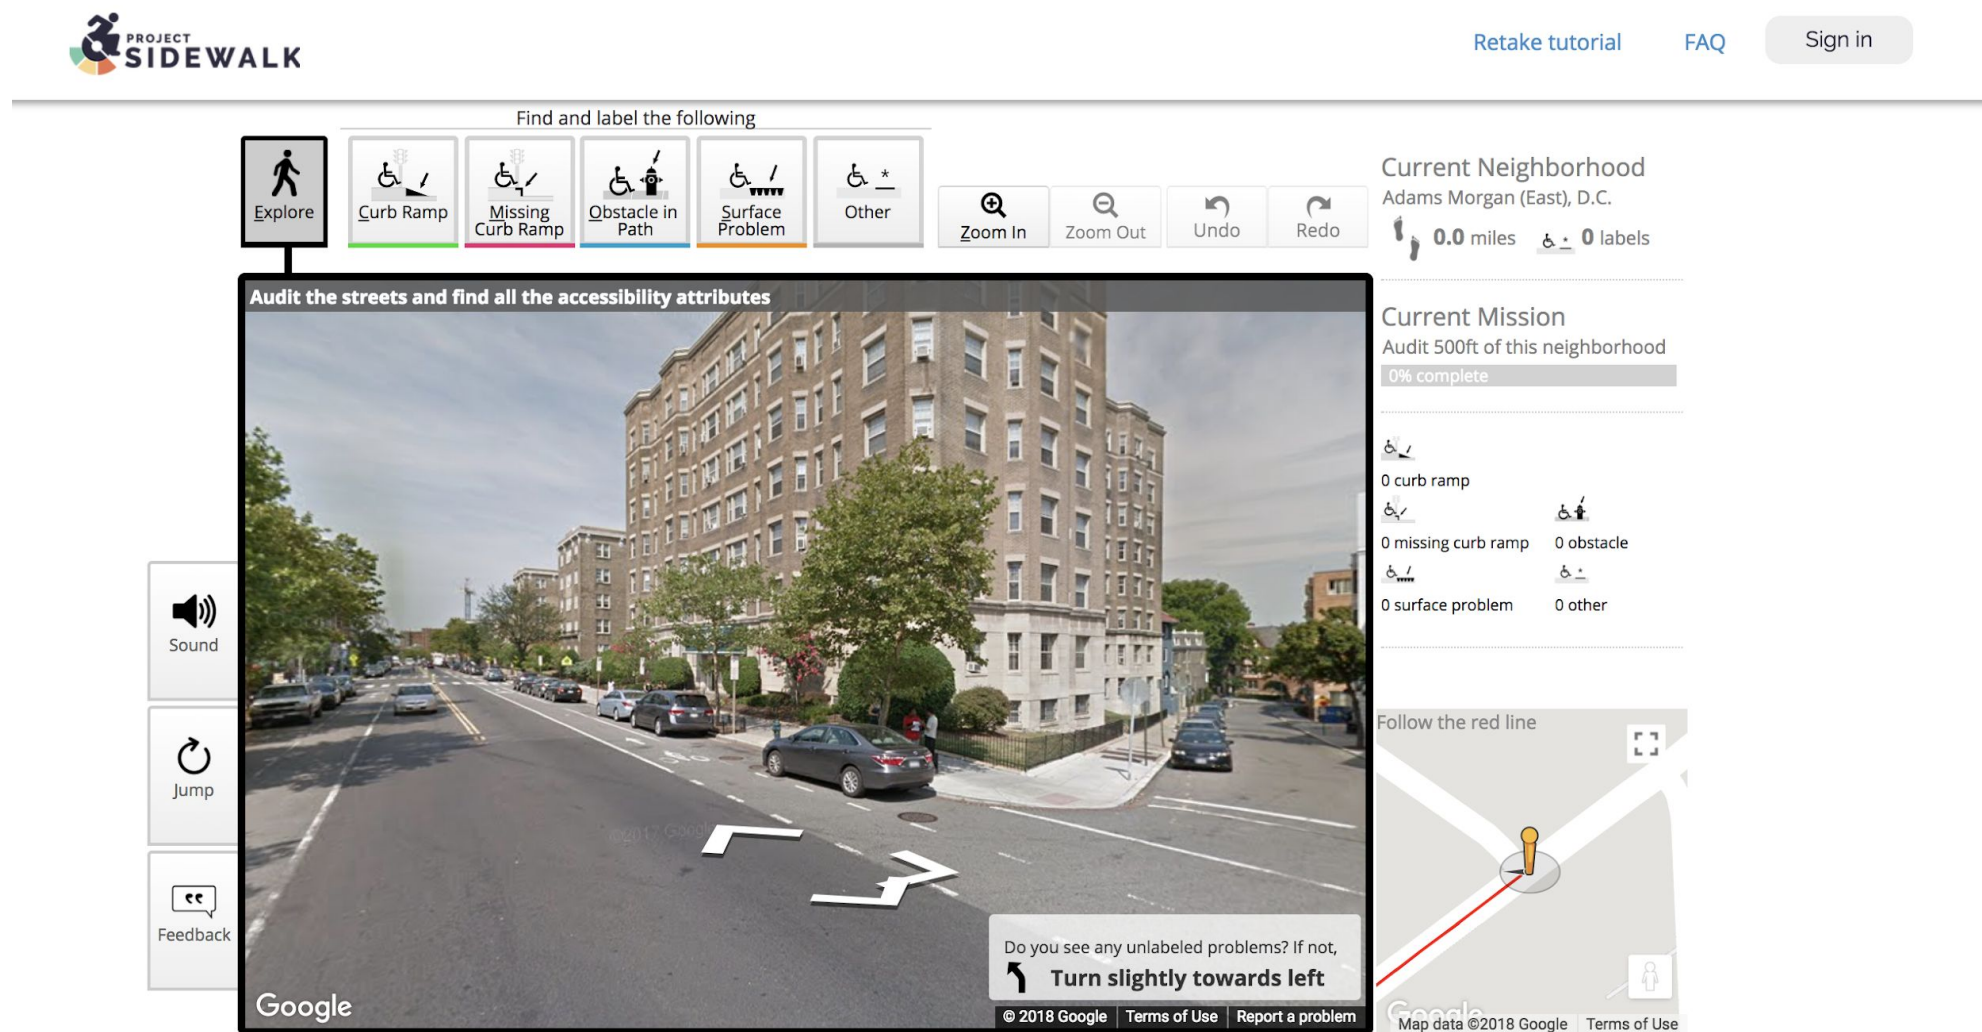 PROJECT
SIDEWALK
Retake tutorial
FAQ
Sign in
Find and label the following
Explore
Curb Ramp
Missing
Curb Ramp
Obstacle in
Path
Surface
Problem
Other
Zoom In
Zoom Out
Undo
Redo
Current Neighborhood
Adams Morgan (East), D.C.
0.0 miles
0 labels
Audit the streets and find all the accessibility attributes
Current Mission
Audit 500ft of this neighborhood
0% complete
0 curb ramp
0 missing curb ramp
0 obstacle
0 surface problem
0 other
Sound
Jump
Feedback
©2017 Google
Do you see any unlabeled problems? If not,
Turn slightly towards left
Google
© 2018 Google
Terms of Use
Report a problem
Follow the red line
Google
Map data ©2018 Google
Terms of Use